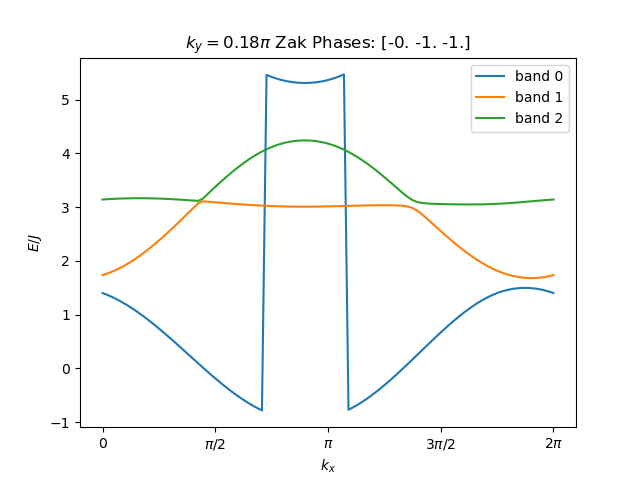 $k_y = 0.18\pi$ Zak Phases: [-0. -1. -1.]
band 0
band 1
band 2
5
4
3
2
1
0
−1
E/J
0
π/2
π
3π/2
2π
$k_x$